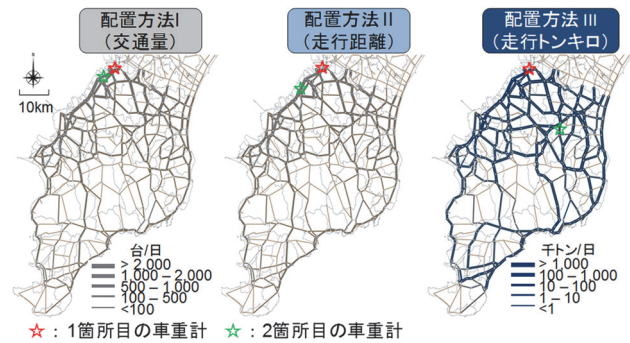 配置方法Ⅰ
（交通量）
配置方法Ⅱ
（走行距離）
配置方法Ⅲ
（走行トンキロ）
N
10km
台/日
> 2,000
1,000 – 2,000
500 – 1,000
100 – 500
<100
千トン/日
> 1,000
100 – 1,000
10 – 100
1 – 10
<1
☆ : 1箇所目の車重計 ☆ : 2箇所目の車重計